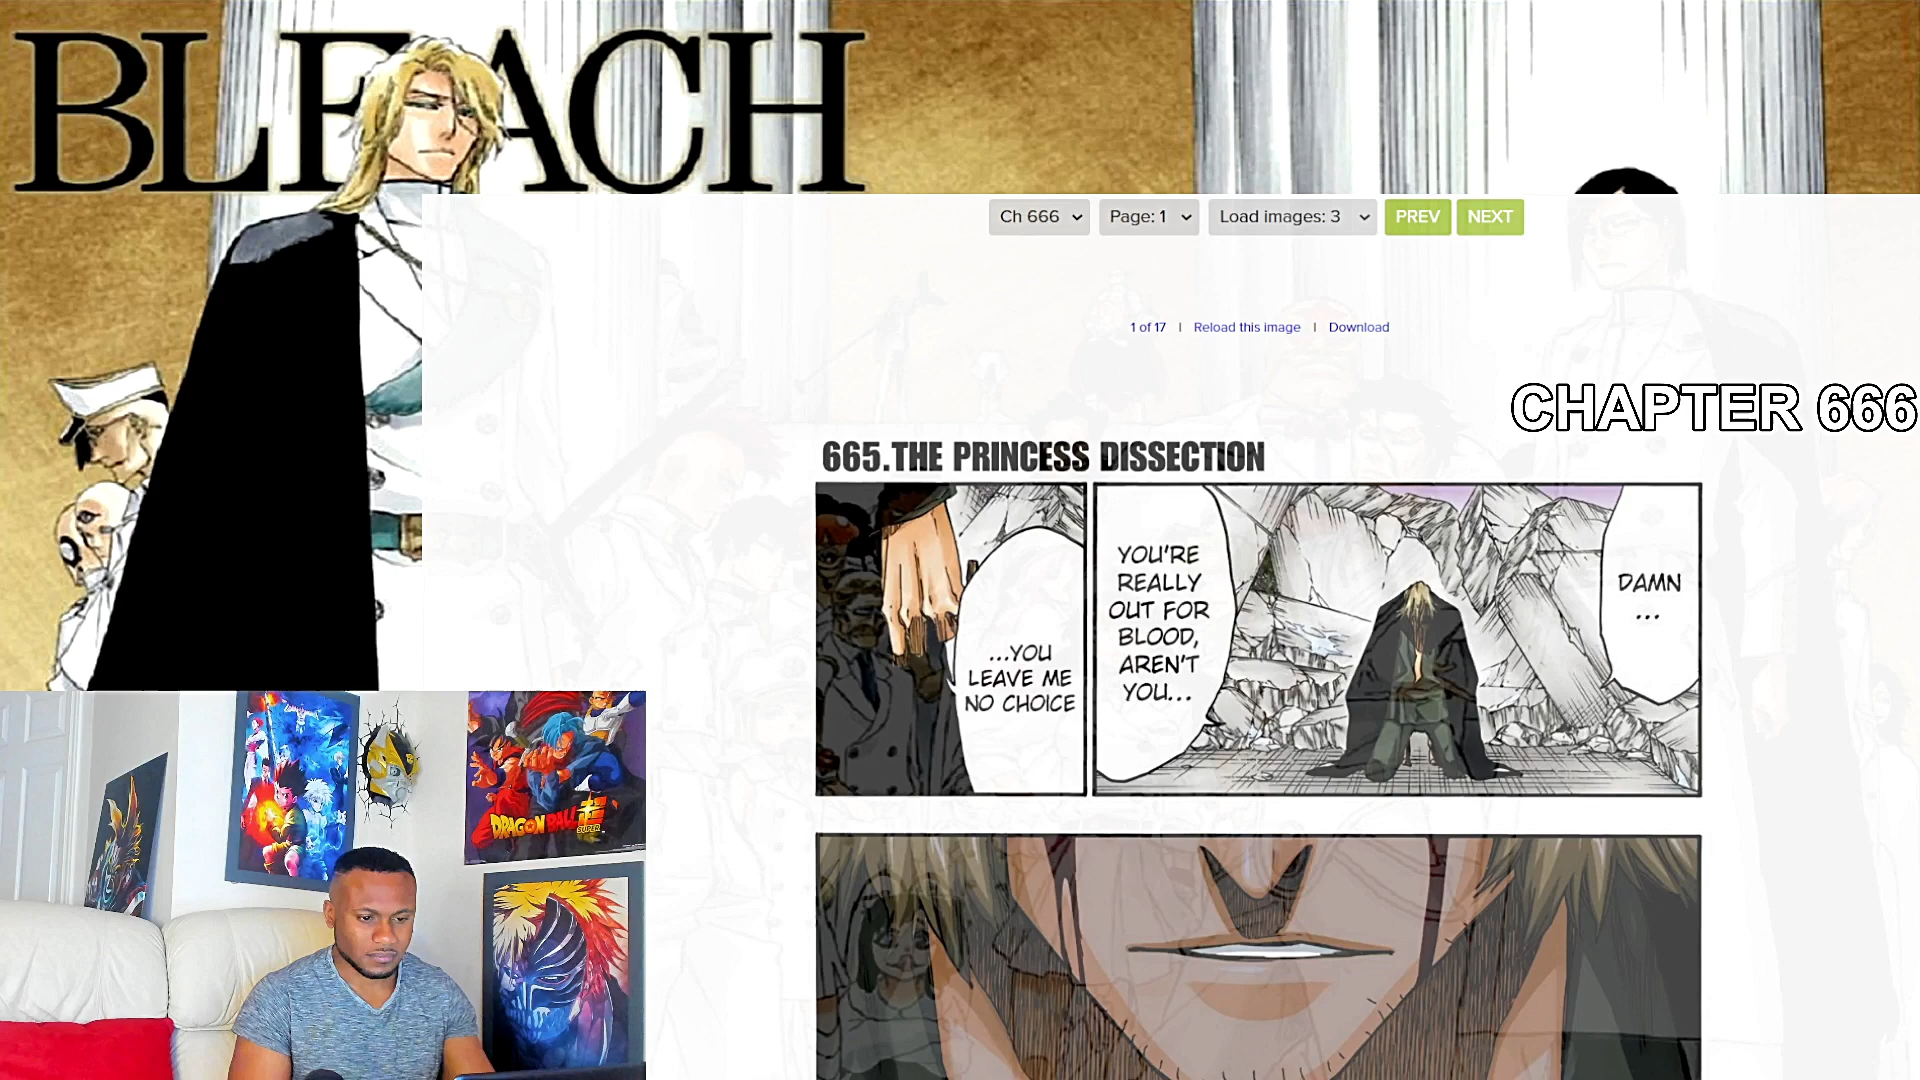 BLEACH
Ch 666 Page: 1 Load images: 3 PREV NEXT
1 of 17 | Reload this image | Download
CHAPTER 666
665.THE PRINCESS DISSECTION
DAMN
...
YOU'RE
REALLY
OUT FOR
BLOOD,
AREN'T
YOU...
...YOU
LEAVE ME
NO CHOICE
DRAGON BALL
SUPER